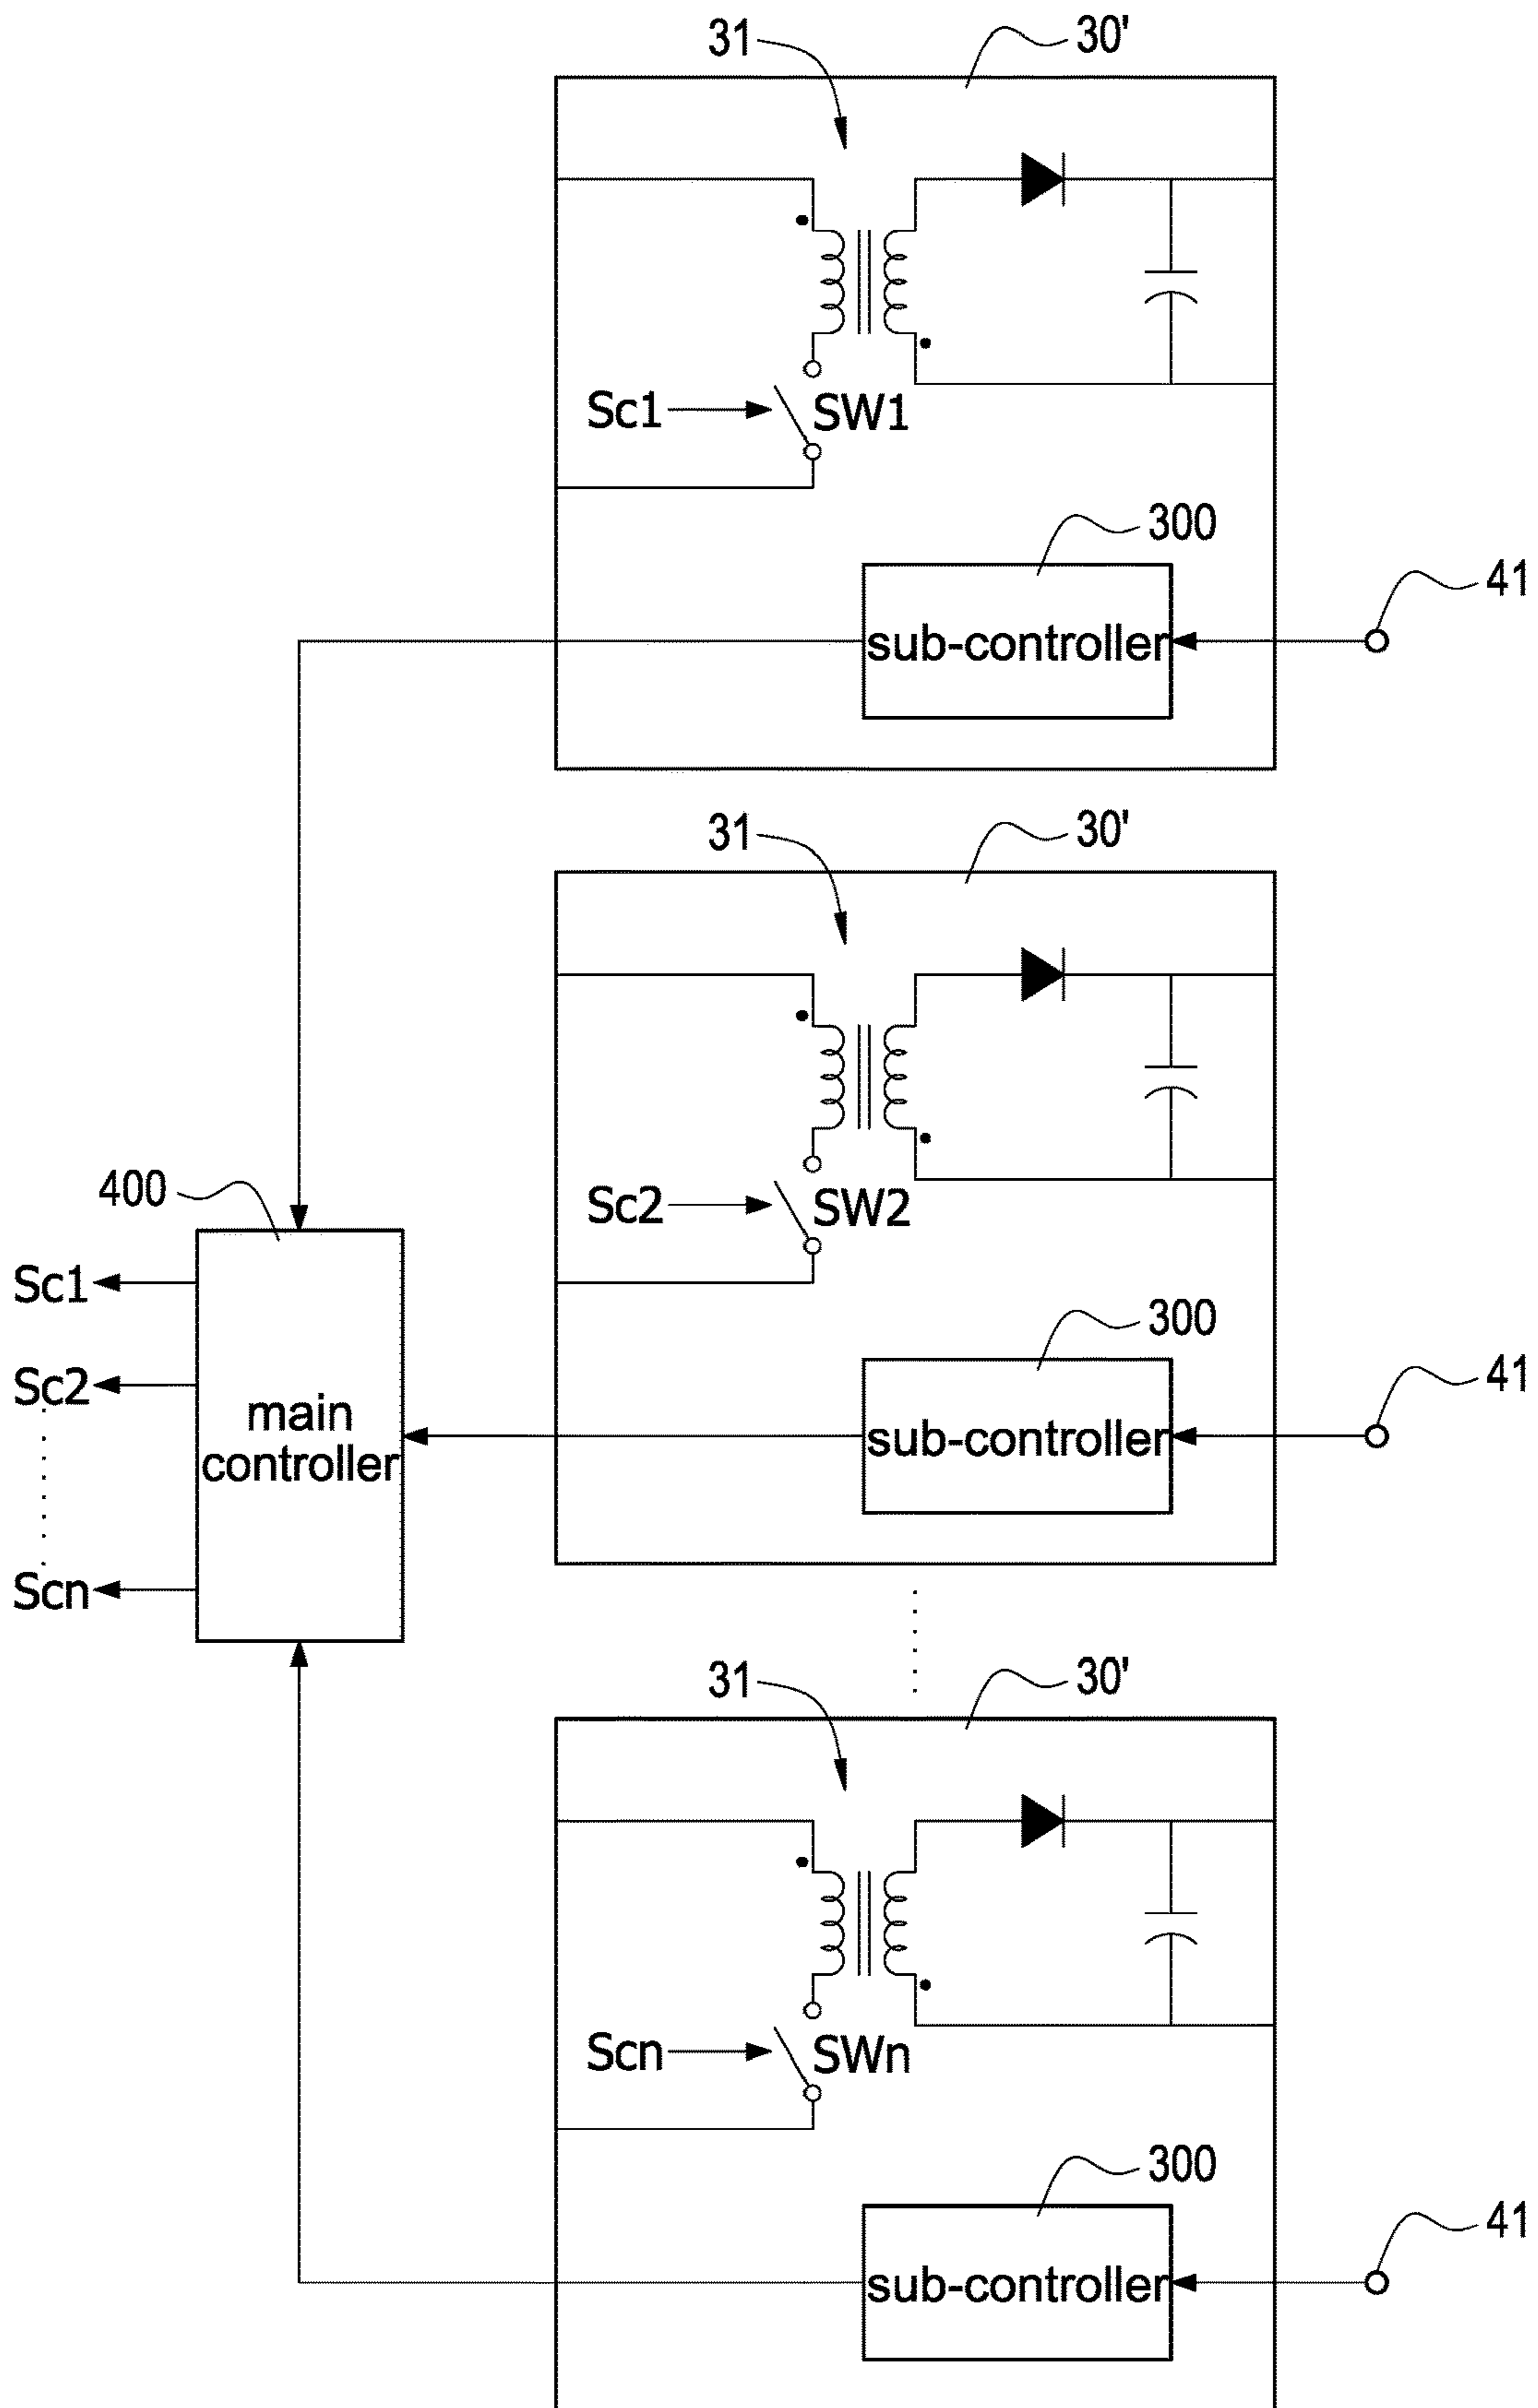 31
30'
Sc1
SW1
300
41
sub-controller
31
30'
400
Sc2
SW2
Sc1
300
41
Sc2
main
controller
sub-controller
Scn
31
30'
Scn
SWn
300
41
sub-controller